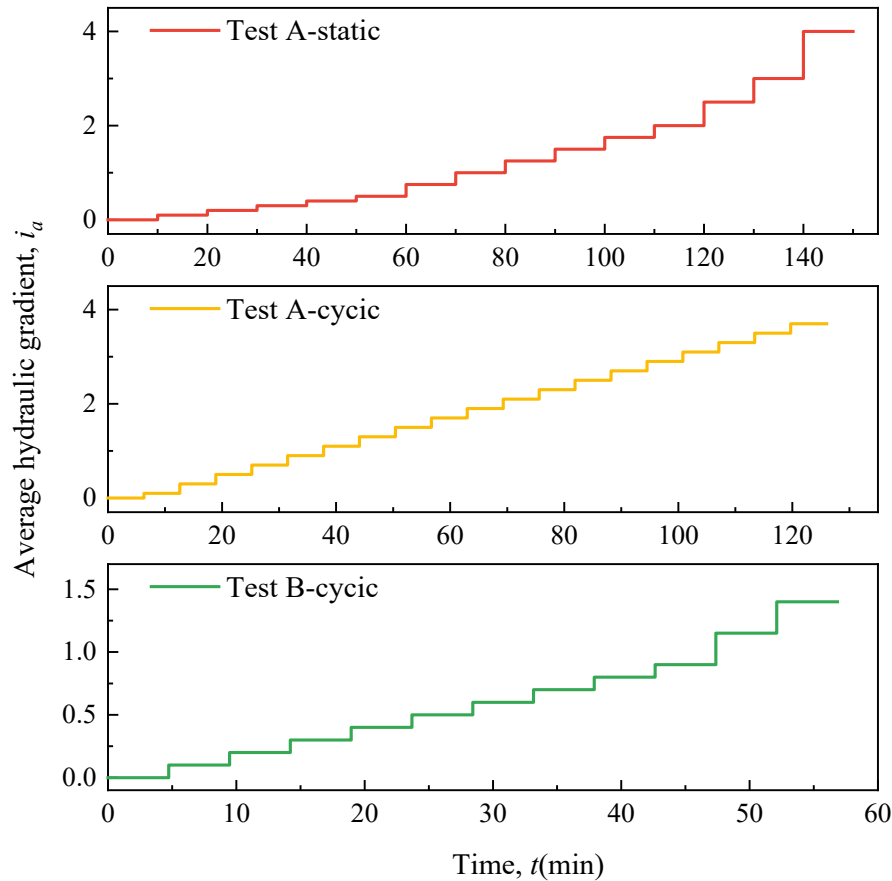 Test A-static
4
2
0
0 20 40 60 80 100 120 140
Test A-cycic
4
2
0
0 20 40 60 80 100 120
Test B-cycic
1.5
1.0
0.5
0.0
0 10 20 30 40 50 60
Average hydraulic gradient, i_a
Time, t(min)